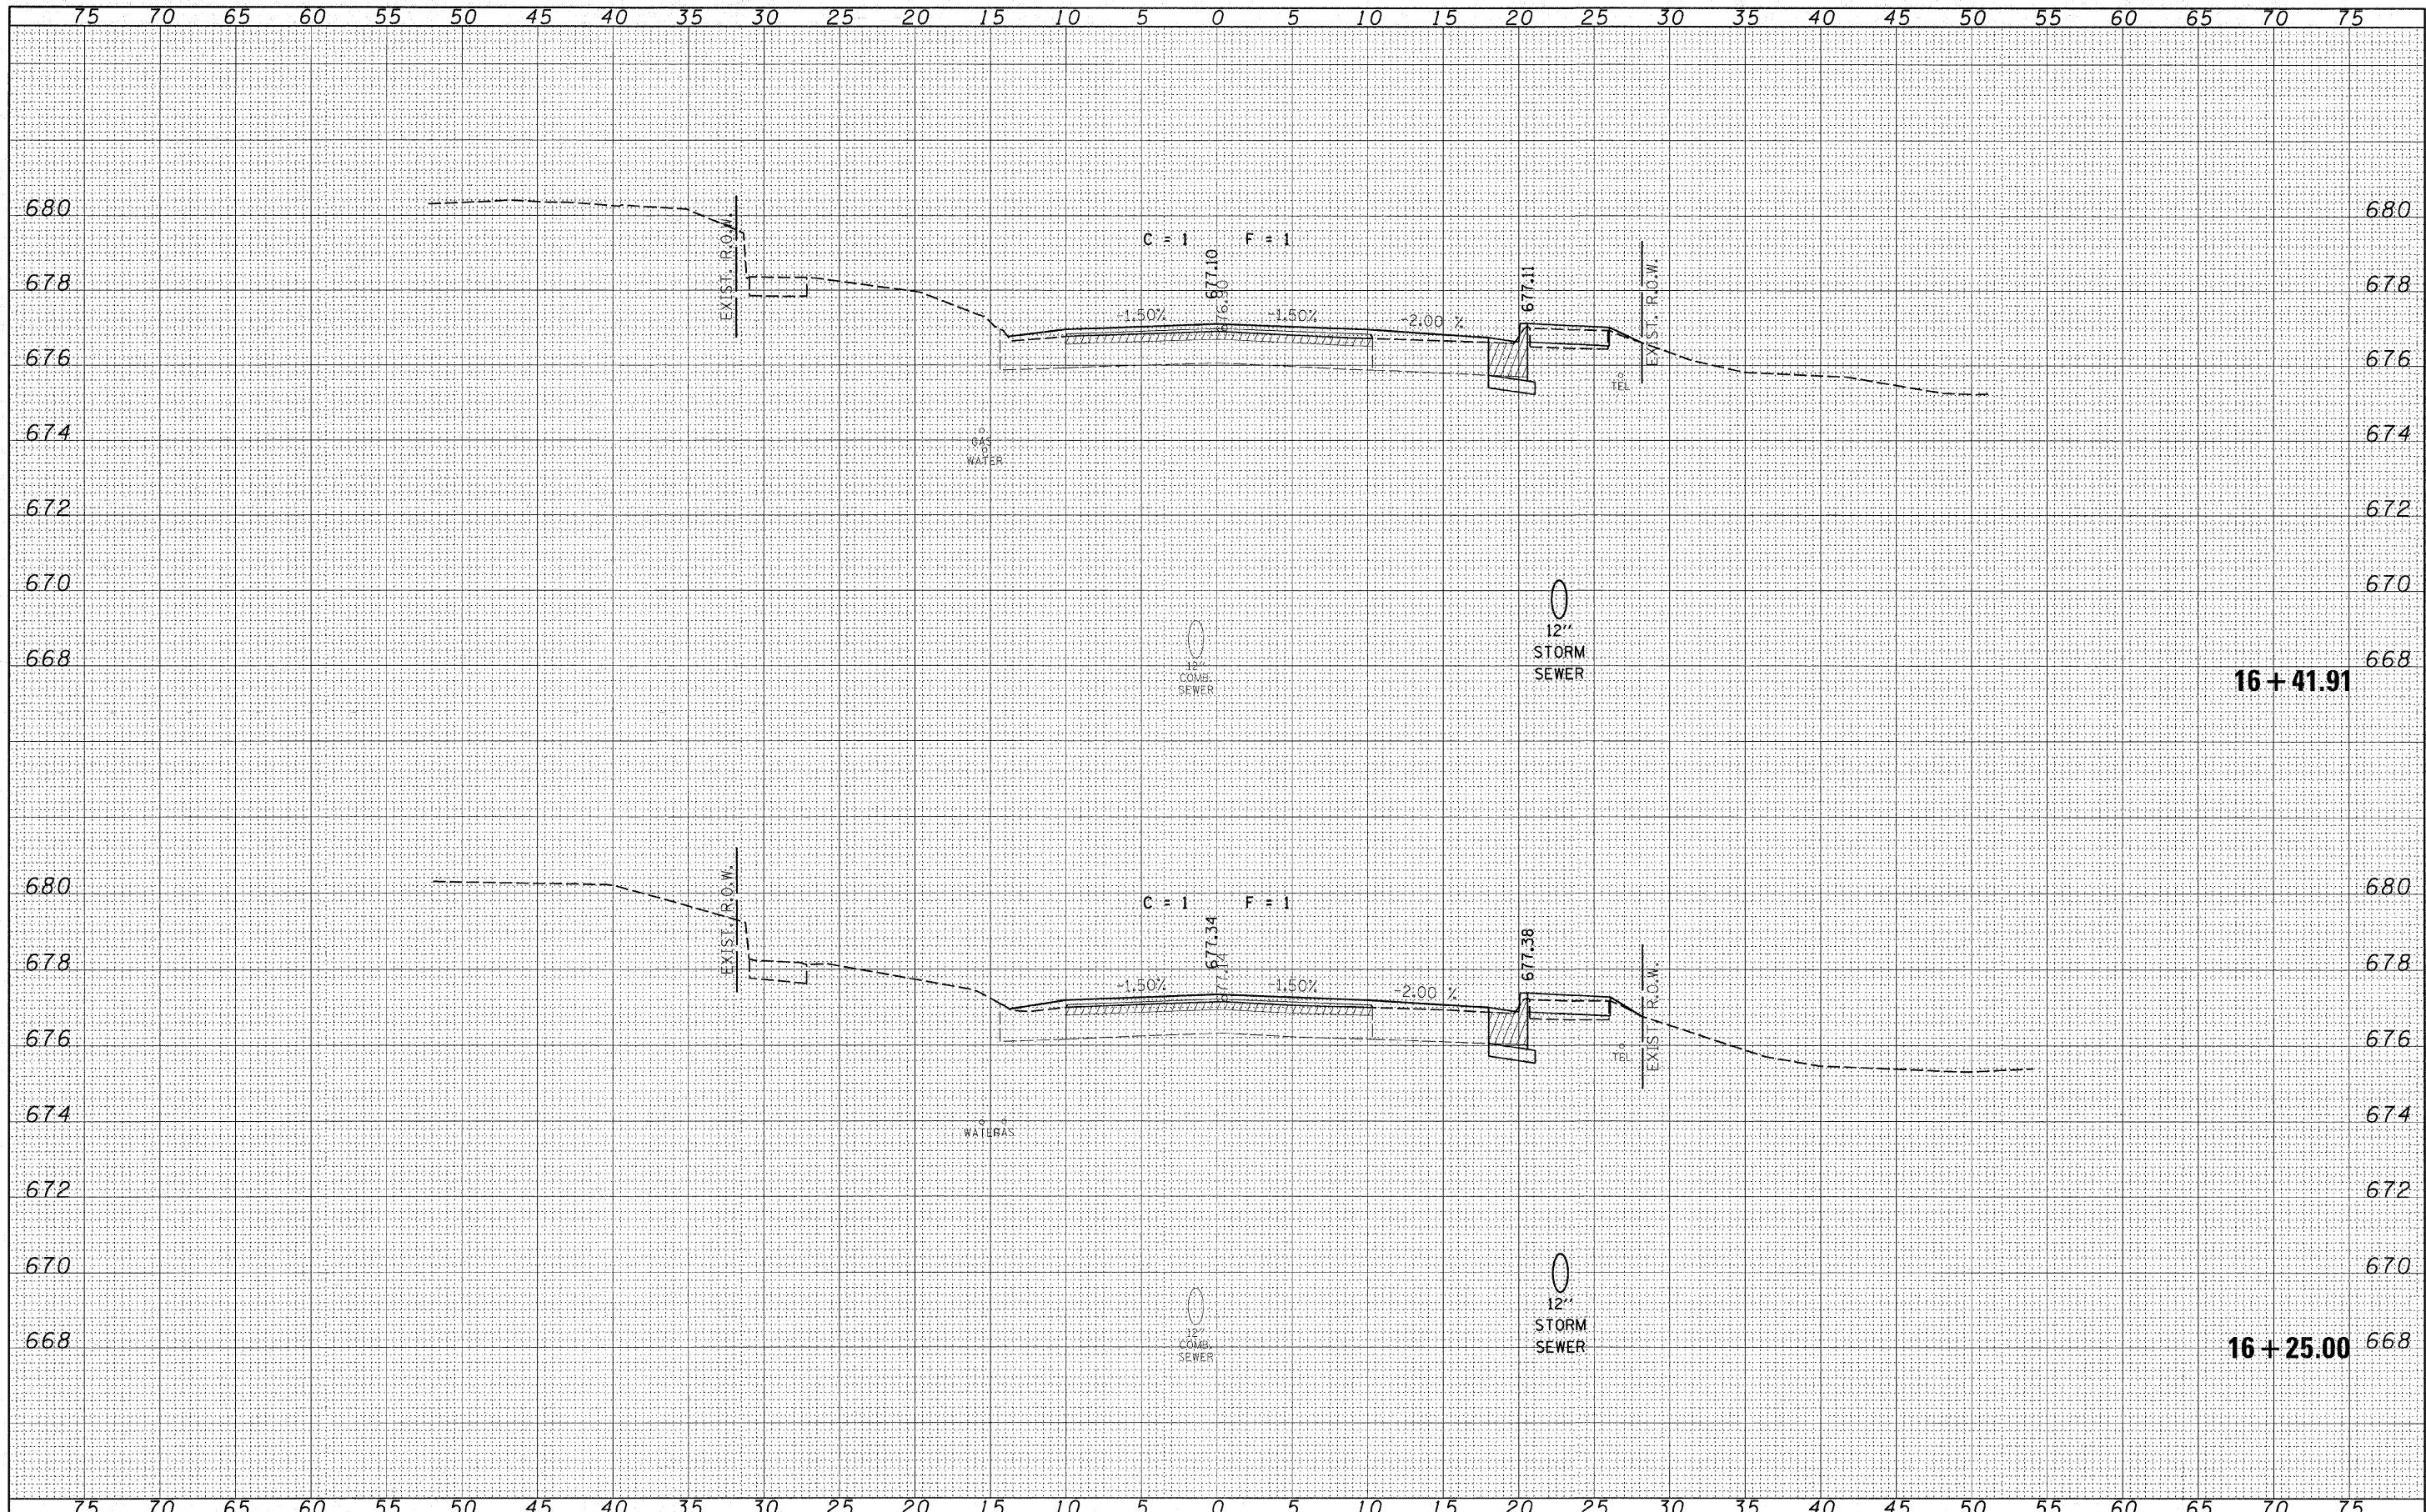 75 70 65 60 55 50 45 40 35 30 25 20 15 10 5 0 5 10 15 20 25 30 35 40 45 50 55 60 65 70 75
680 680
EXIST. R.O.W.
C = 1 F = 1
677.10
676.90
677.11
EXIST. R.O.W.
678 678
-1.50% -1.50% -2.00 %
676 676
TEL
674 674
GAS
WATER
672 672
670 670
12" STORM SEWER
12" COMB. SEWER
668 668
16 + 41.91
680 680
EXIST. R.O.W.
C = 1 F = 1
677.34
677.14
677.38
EXIST. R.O.W.
678 678
-1.50% -1.50% -2.00 %
676 676
TEL
674 674
WATER GAS
672 672
670 670
12" STORM SEWER
12" COMB. SEWER
668 668
16 + 25.00
75 70 65 60 55 50 45 40 35 30 25 20 15 10 5 0 5 10 15 20 25 30 35 40 45 50 55 60 65 70 75